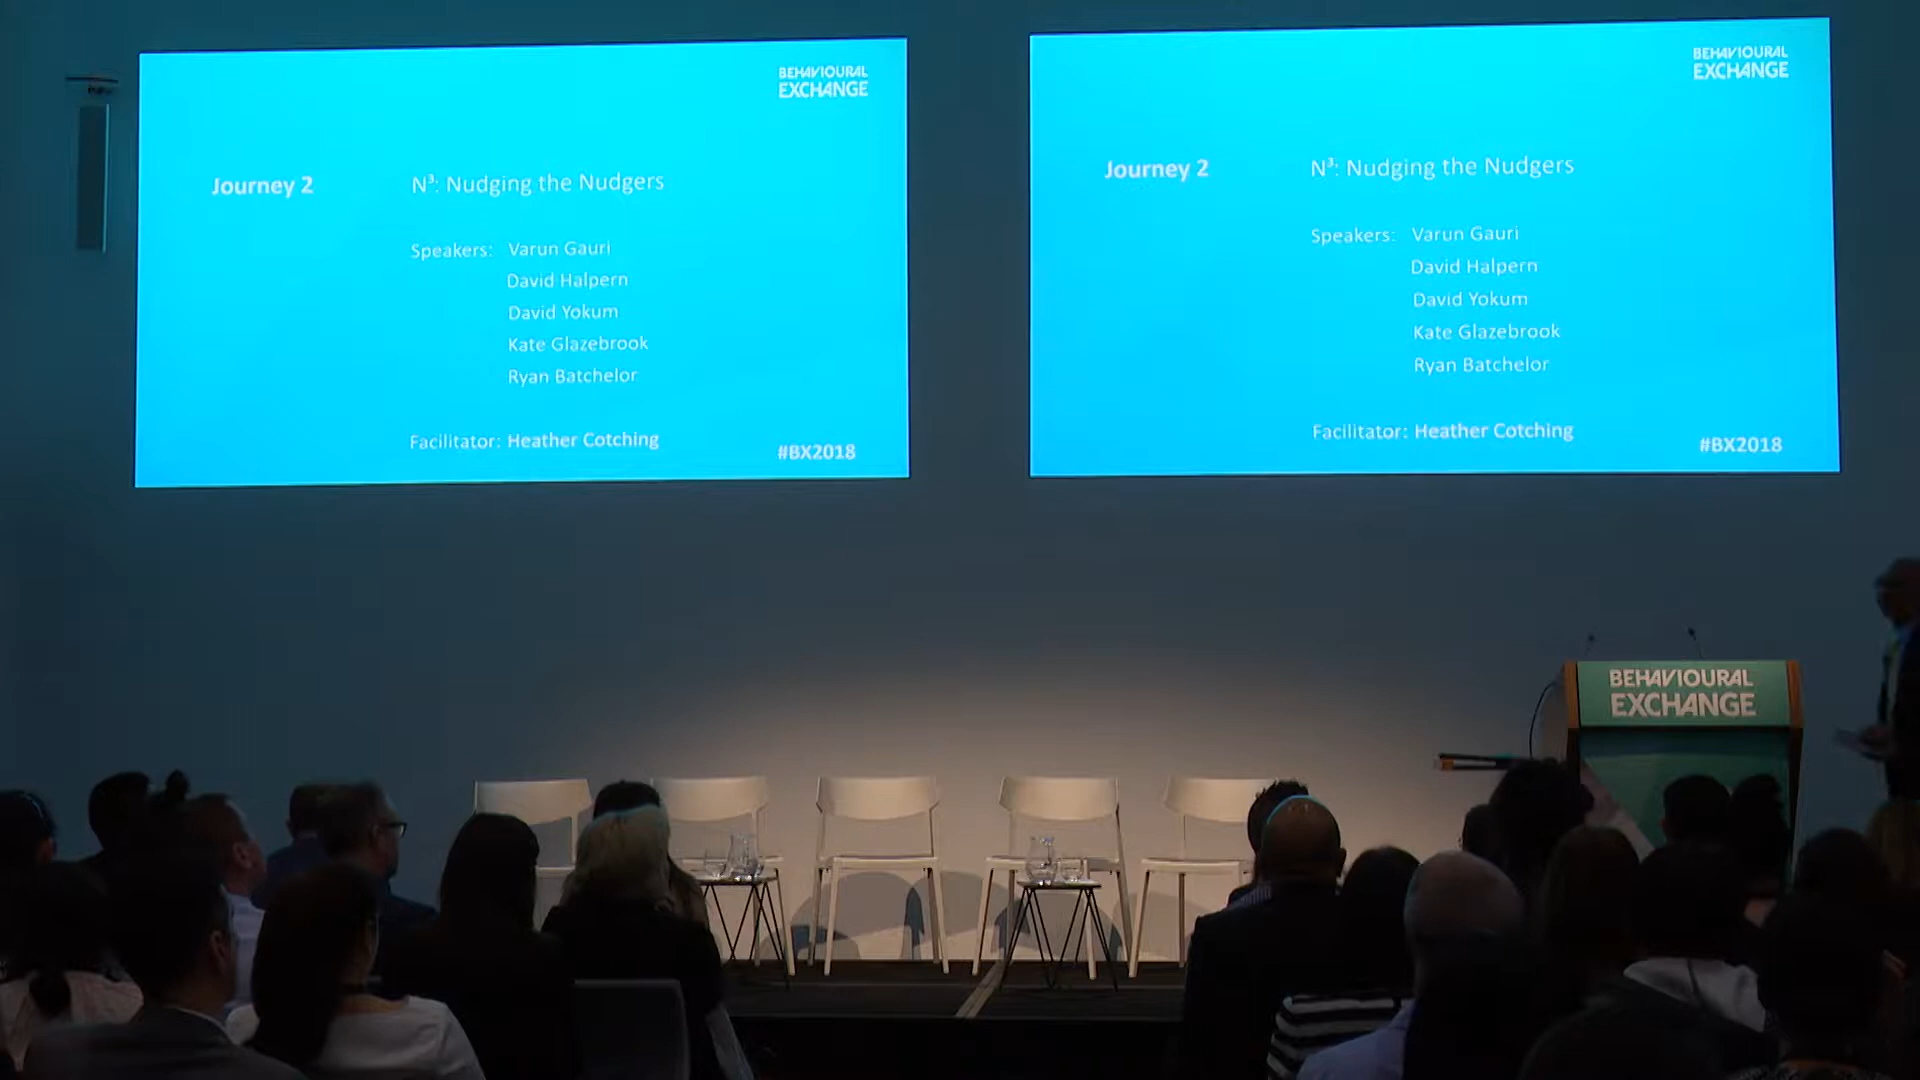 BEHAVIOURAL
EXCHANGE
Journey 2 N³: Nudging the Nudgers
Speakers: Varun Gauri
David Halpern
David Yokum
Kate Glazebrook
Ryan Batchelor
Facilitator: Heather Cotching
#BX2018
BEHAVIOURAL
EXCHANGE
Journey 2 N³: Nudging the Nudgers
Speakers: Varun Gauri
David Halpern
David Yokum
Kate Glazebrook
Ryan Batchelor
Facilitator: Heather Cotching
#BX2018
BEHAVIOURAL
EXCHANGE